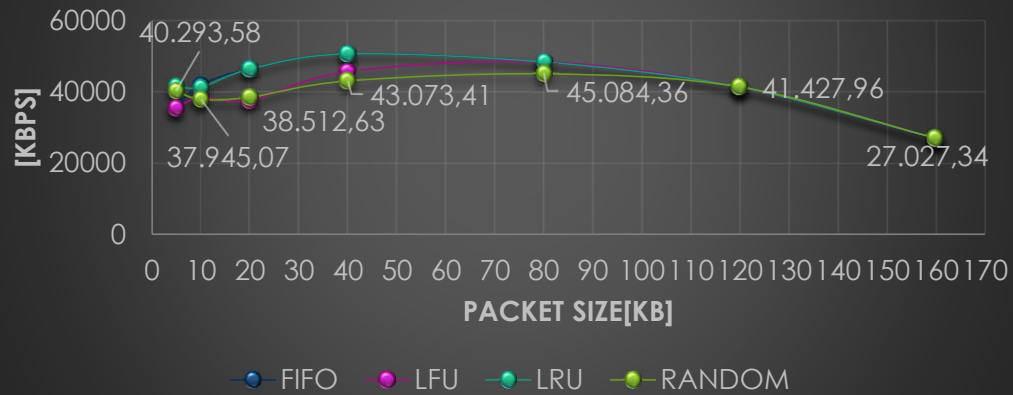 60000
40000
20000
0
[KBPS]
40.293,58
37.945,07
38.512,63
43.073,41
45.084,36
41.427,96
27.027,34
0 10 20 30 40 50 60 70 80 90 100 110 120 130 140 150 160 170
PACKET SIZE[KB]
FIFO LFU LRU RANDOM